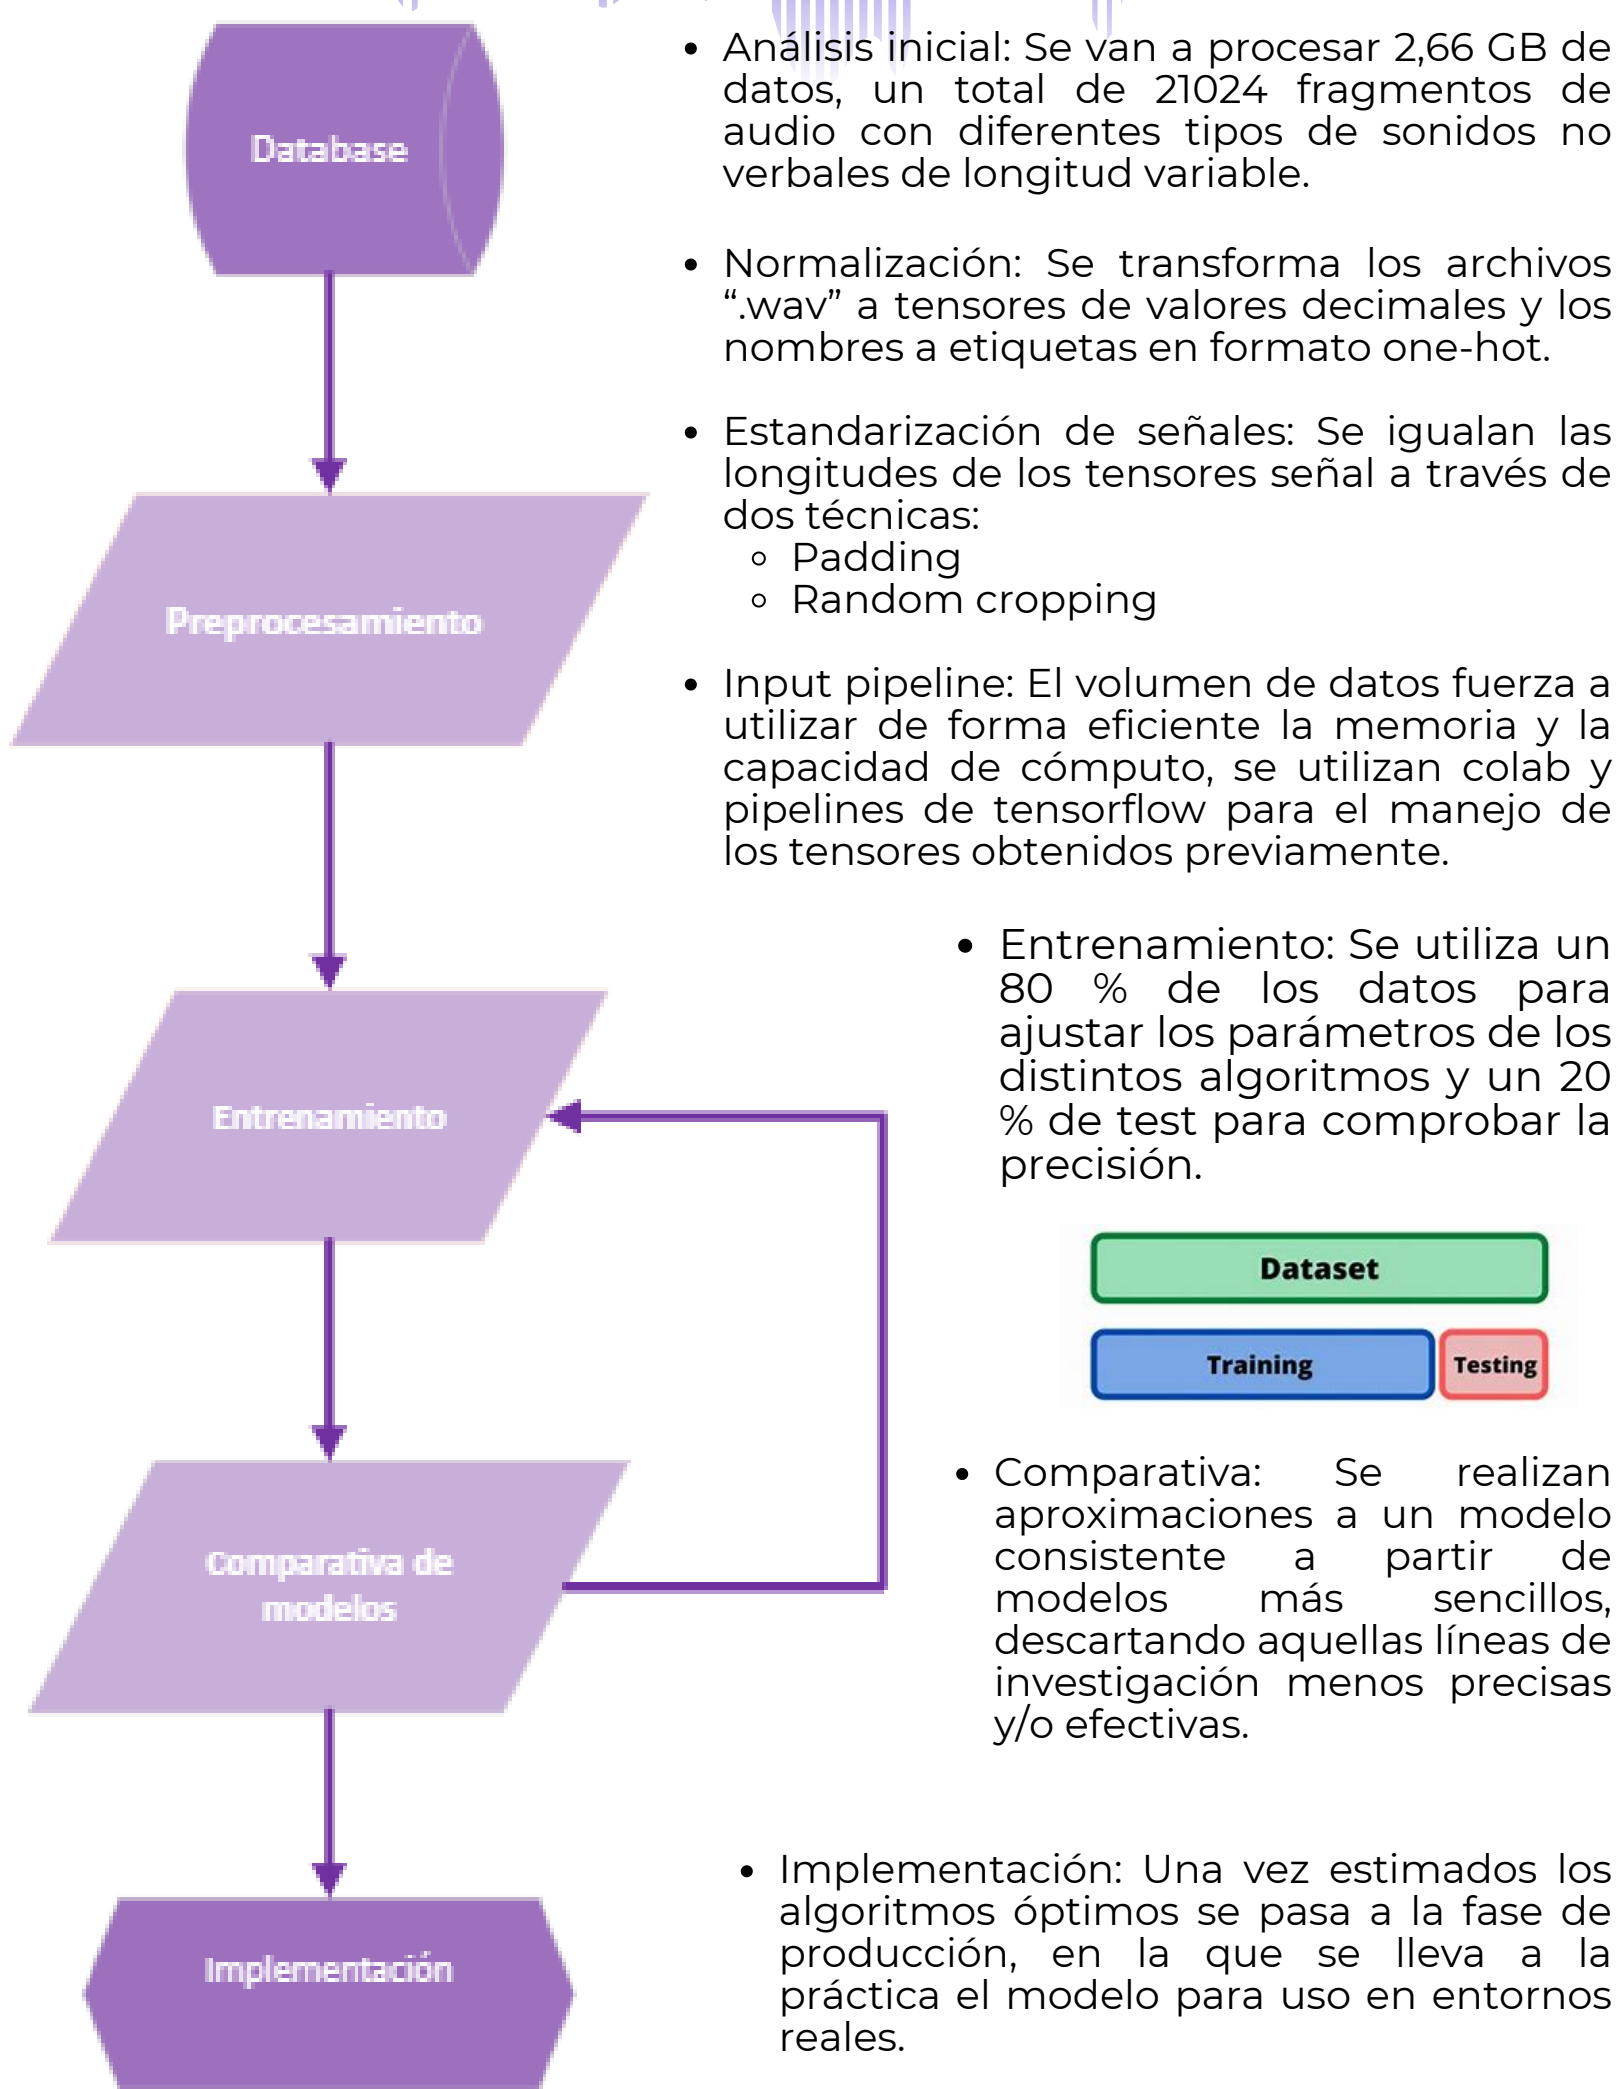 Database
Análisis inicial: Se van a procesar 2,66 GB de
datos, un total de 21024 fragmentos de
audio con diferentes tipos de sonidos no
verbales de longitud variable.
Normalización: Se transforma los archivos
“.wav” a tensores de valores decimales y los
nombres a etiquetas en formato one-hot.
Estandarización de señales: Se igualan las
longitudes de los tensores señal a través de
dos técnicas:
Padding
Random cropping
Preprocesamiento
Input pipeline: El volumen de datos fuerza a
utilizar de forma eficiente la memoria y la
capacidad de cómputo, se utilizan colab y
pipelines de tensorflow para el manejo de
los tensores obtenidos previamente.
Entrenamiento
Entrenamiento: Se utiliza un
80 % de los datos para
ajustar los parámetros de los
distintos algoritmos y un 20
% de test para comprobar la
precisión.
Dataset
Training
Testing
Comparativa de
modelos
Comparativa: Se realizan
aproximaciones a un modelo
consistente a partir de
modelos más sencillos,
descartando aquellas líneas de
investigación menos precisas
y/o efectivas.
Implementación
Implementación: Una vez estimados los
algoritmos óptimos se pasa a la fase de
producción, en la que se lleva a la
práctica el modelo para uso en entornos
reales.